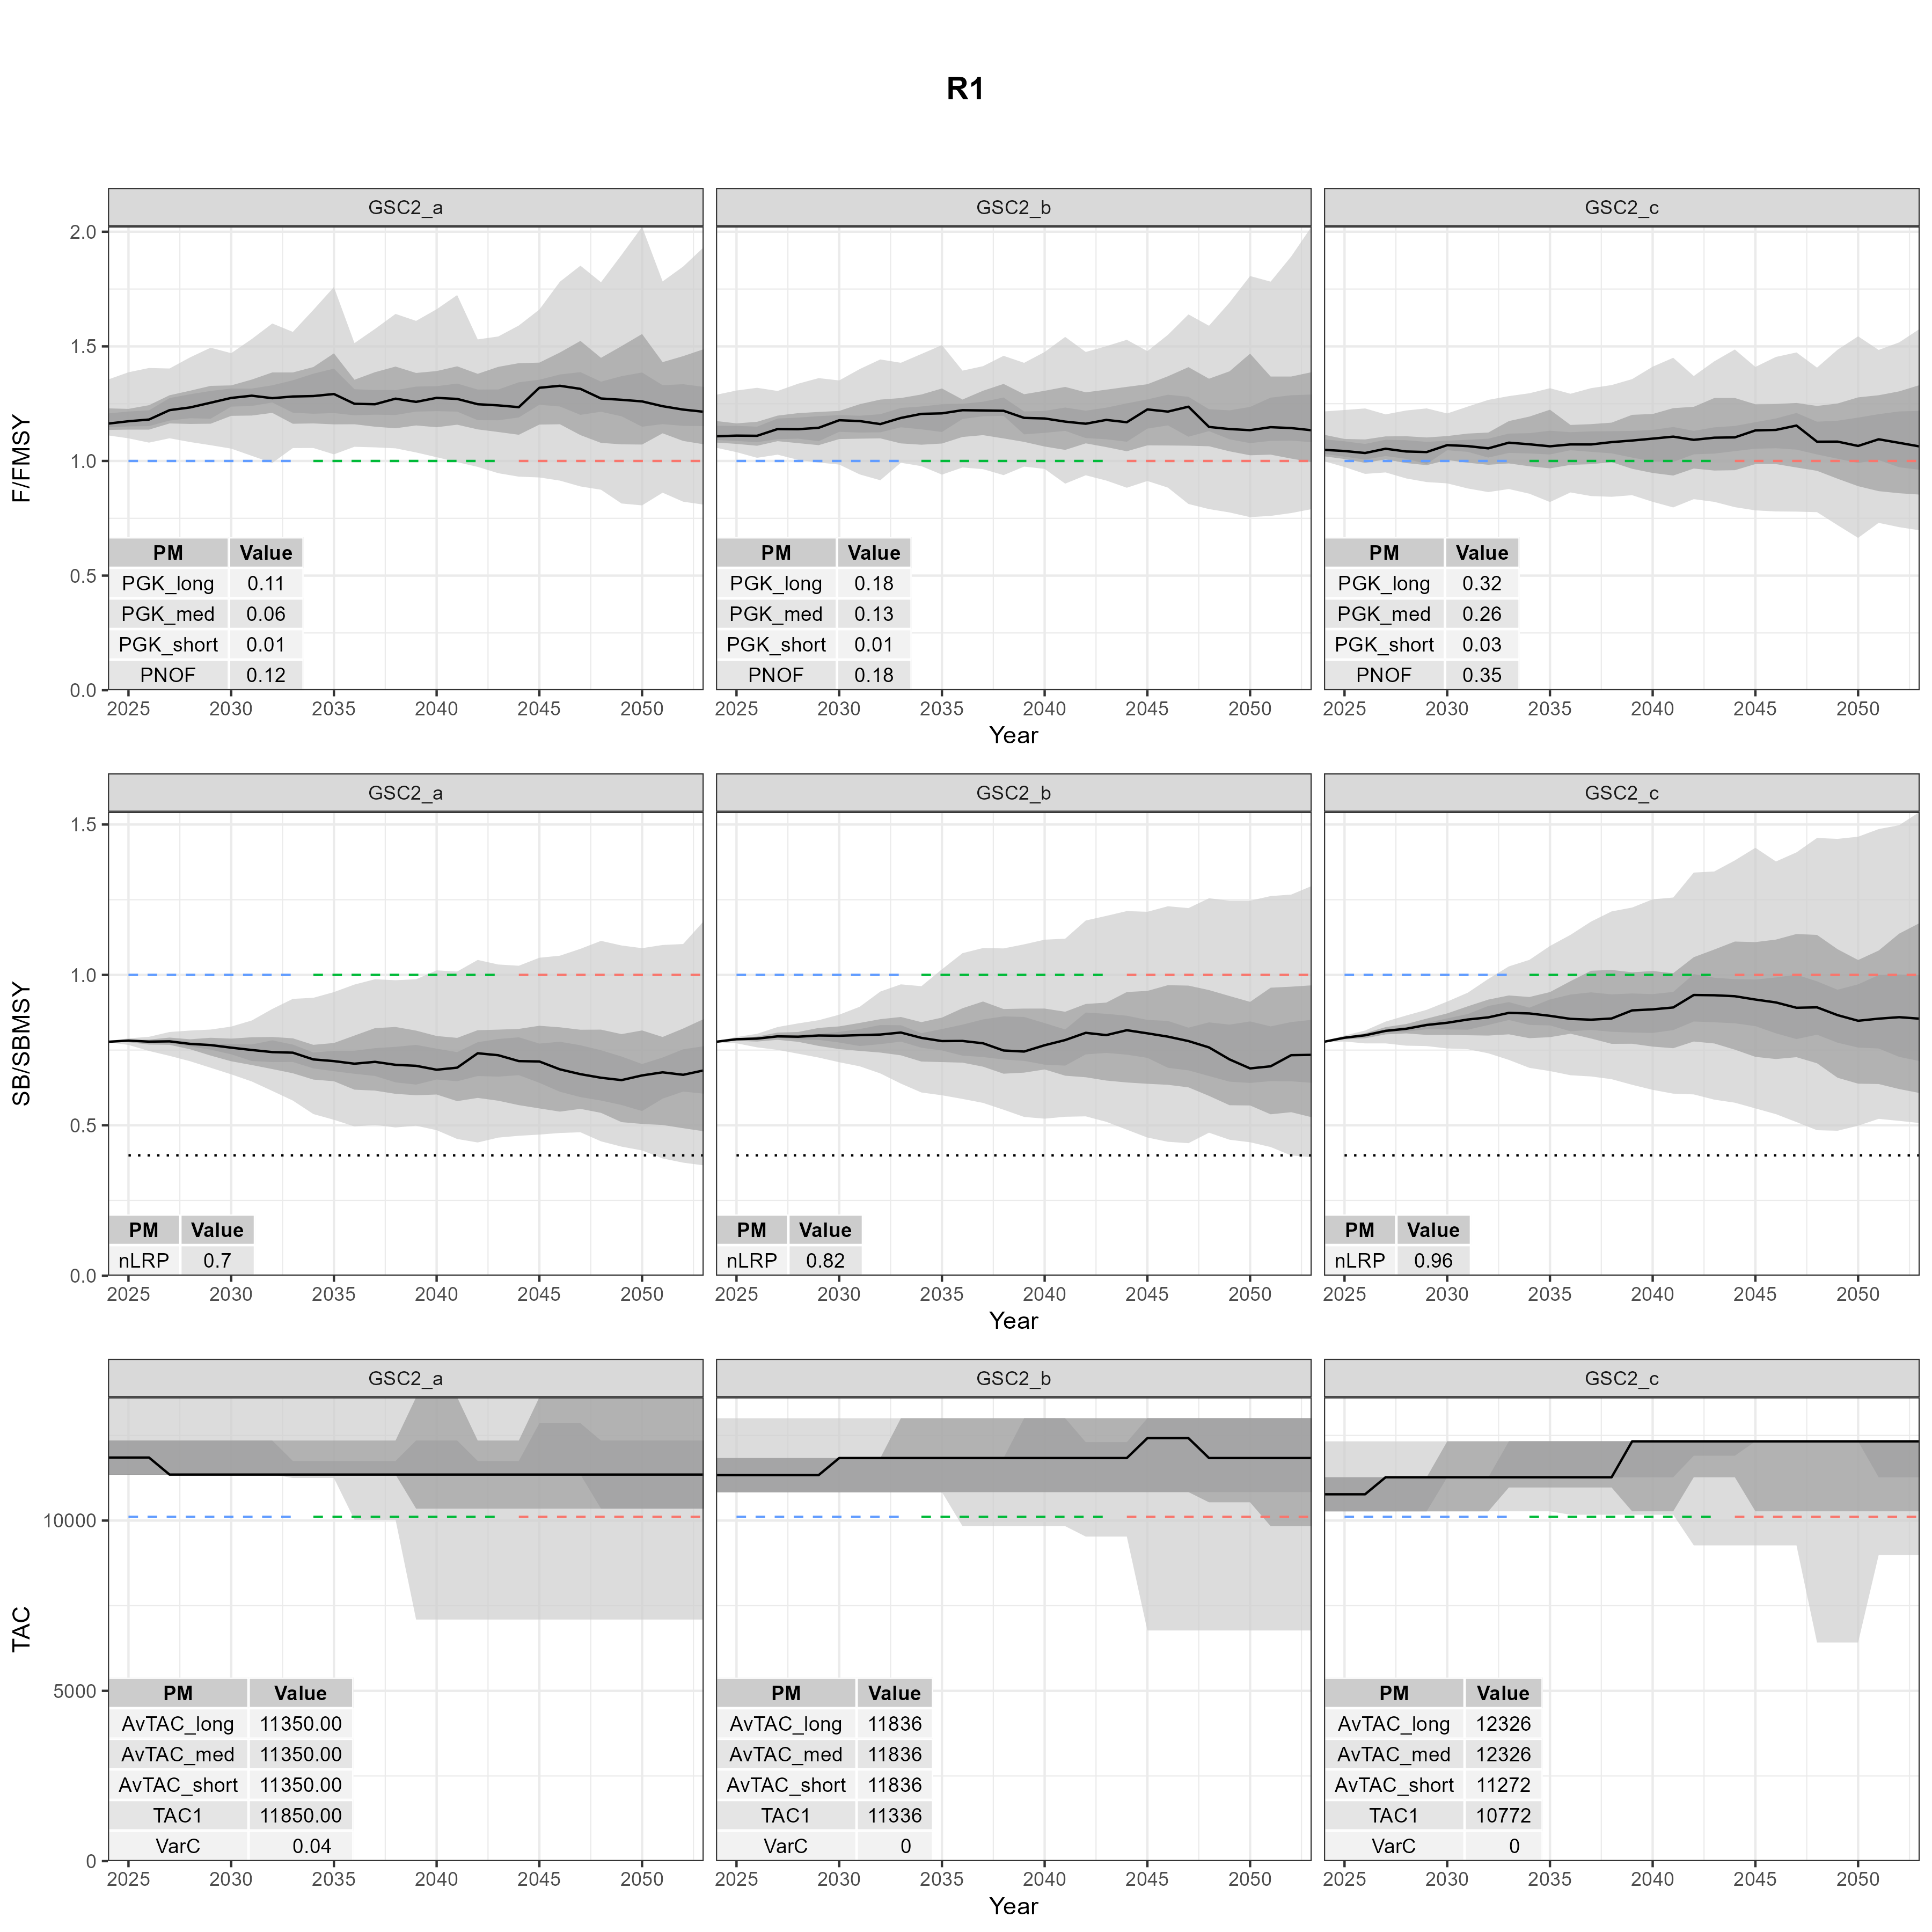 R1
GSC2_a GSC2_b GSC2_c
F/FMSY
2.0
1.5
1.0
0.5
0.0
PM Value
PGK_long 0.11
PGK_med 0.06
PGK_short 0.01
PNOF 0.12
PM Value
PGK_long 0.18
PGK_med 0.13
PGK_short 0.01
PNOF 0.18
PM Value
PGK_long 0.32
PGK_med 0.26
PGK_short 0.03
PNOF 0.35
2025 2030 2035 2040 2045 2050 2025 2030 2035 2040 2045 2050 2025 2030 2035 2040 2045 2050
Year
GSC2_a GSC2_b GSC2_c
SB/SBMSY
1.5
1.0
0.5
0.0
PM Value
nLRP 0.7
PM Value
nLRP 0.82
PM Value
nLRP 0.96
2025 2030 2035 2040 2045 2050 2025 2030 2035 2040 2045 2050 2025 2030 2035 2040 2045 2050
Year
GSC2_a GSC2_b GSC2_c
TAC
10000
5000
0
PM Value
AvTAC_long 11350.00
AvTAC_med 11350.00
AvTAC_short 11350.00
TAC1 11850.00
VarC 0.04
PM Value
AvTAC_long 11836
AvTAC_med 11836
AvTAC_short 11836
TAC1 11336
VarC 0
PM Value
AvTAC_long 12326
AvTAC_med 12326
AvTAC_short 11272
TAC1 10772
VarC 0
2025 2030 2035 2040 2045 2050 2025 2030 2035 2040 2045 2050 2025 2030 2035 2040 2045 2050
Year